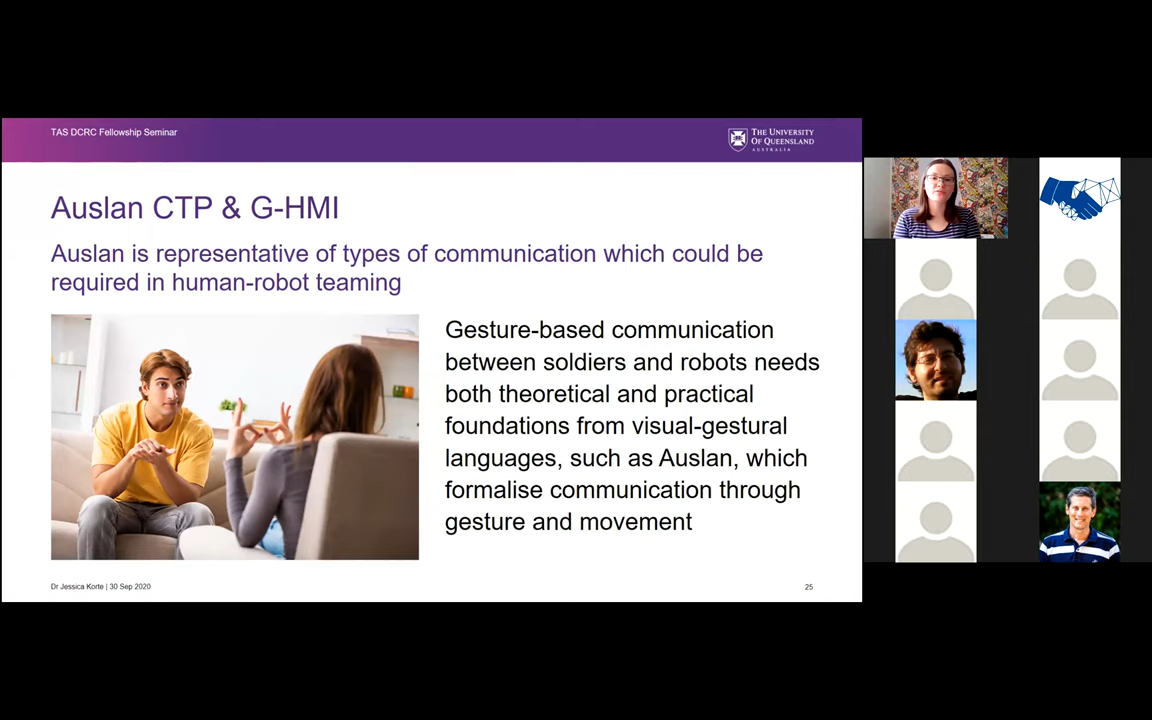 TAS DCRC Fellowship Seminar
THE UNIVERSITY
OF QUEENSLAND
AUSTRALIA
Auslan CTP & G-HMI
Auslan is representative of types of communication which could be
required in human-robot teaming
Gesture-based communication
between soldiers and robots needs
both theoretical and practical
foundations from visual-gestural
languages, such as Auslan, which
formalise communication through
gesture and movement
Dr Jessica Korte | 30 Sep 2020
25